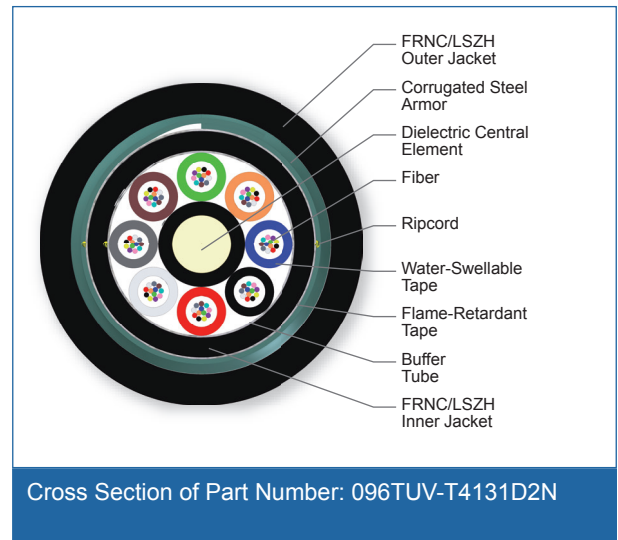 FRNC/LSZH
Outer Jacket
Corrugated Steel
Armor
Dielectric Central
Element
Fiber
Ripcord
Water-Swellable
Tape
Flame-Retardant
Tape
Buffer
Tube
FRNC/LSZH
Inner Jacket
Cross Section of Part Number: 096TUV-T4131D2N